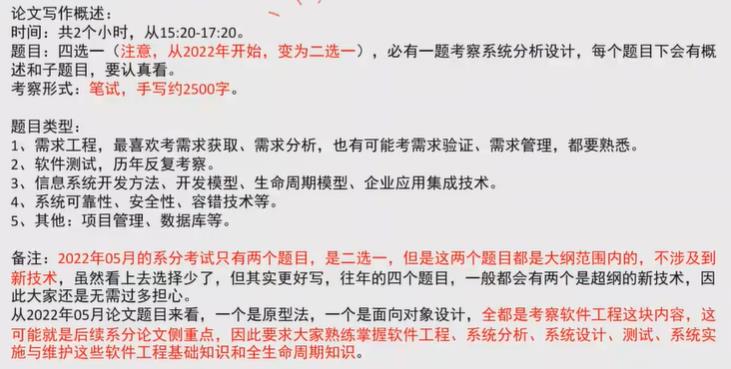 论文写作概述:
时间：共2个小时，从15:20-17:20。
题目：四选一（注意，从2022年开始，变为二选一），必有一题考察系统分析设计，每个题目下会有概
述和子题目，要认真看。
考察形式：笔试，手写约2500字。
题目类型：
1、需求工程，最喜欢考需求获取、需求分析，也有可能考需求验证、需求管理，都要熟悉。
2、软件测试，历年反复考察。
3、信息系统开发方法、开发模型、生命周期模型、企业应用集成技术。
4、系统可靠性、安全性、容错技术等。
5、其他：项目管理、数据库等。
备注：2022年05月的系分考试只有两个题目，是二选一，但是这两个题目都是大纲范围内的，不涉及到
新技术，虽然看上去选择少了，但其实更好写，往年的四个题目，一般都会有两个是超纲的新技术，因
此大家还是无需过多担心。
从2022年05月论文题目来看，一个是原型法，一个是面向对象设计，全都是考察软件工程这块内容，这
可能就是后续系分论文侧重点，因此要求大家熟练掌握软件工程、系统分析、系统设计、测试、系统实
施与维护这些软件工程基础知识和全生命周期知识。